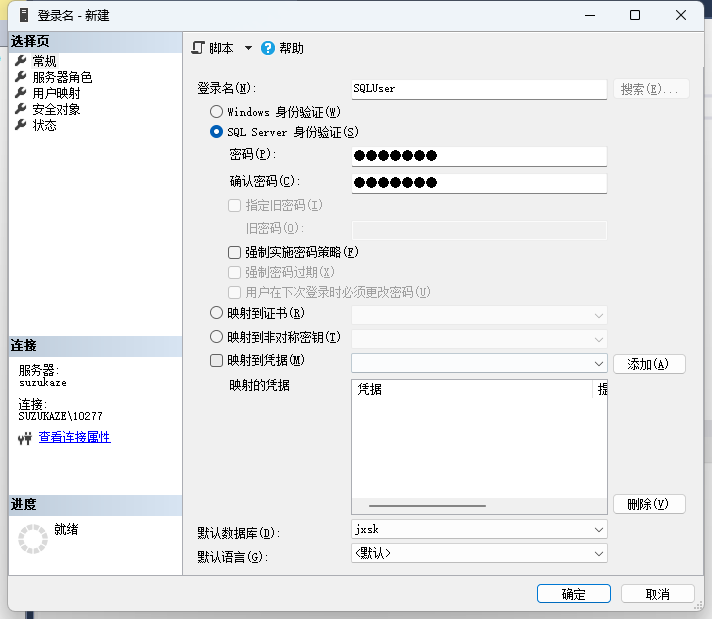 登录名 - 新建
选择页
常规
服务器角色
用户映射
安全对象
状态
连接
服务器:
suzukaze
连接:
SUZUKAZE\10277
查看连接属性
进度
就绪
脚本 帮助
登录名(N): SQLUser 搜索(E)...
Windows 身份验证(W)
SQL Server 身份验证(S)
密码(P): ●●●●●●●
确认密码(C): ●●●●●●●
指定旧密码(I)
旧密码(O):
强制实施密码策略(F)
强制密码过期(X)
用户在下次登录时必须更改密码(U)
映射到证书(R)
映射到非对称密钥(T)
映射到凭据(M) 添加(A)
映射的凭据 凭据 提
删除(V)
默认数据库(D): jxsk
默认语言(G): <默认>
确定 取消